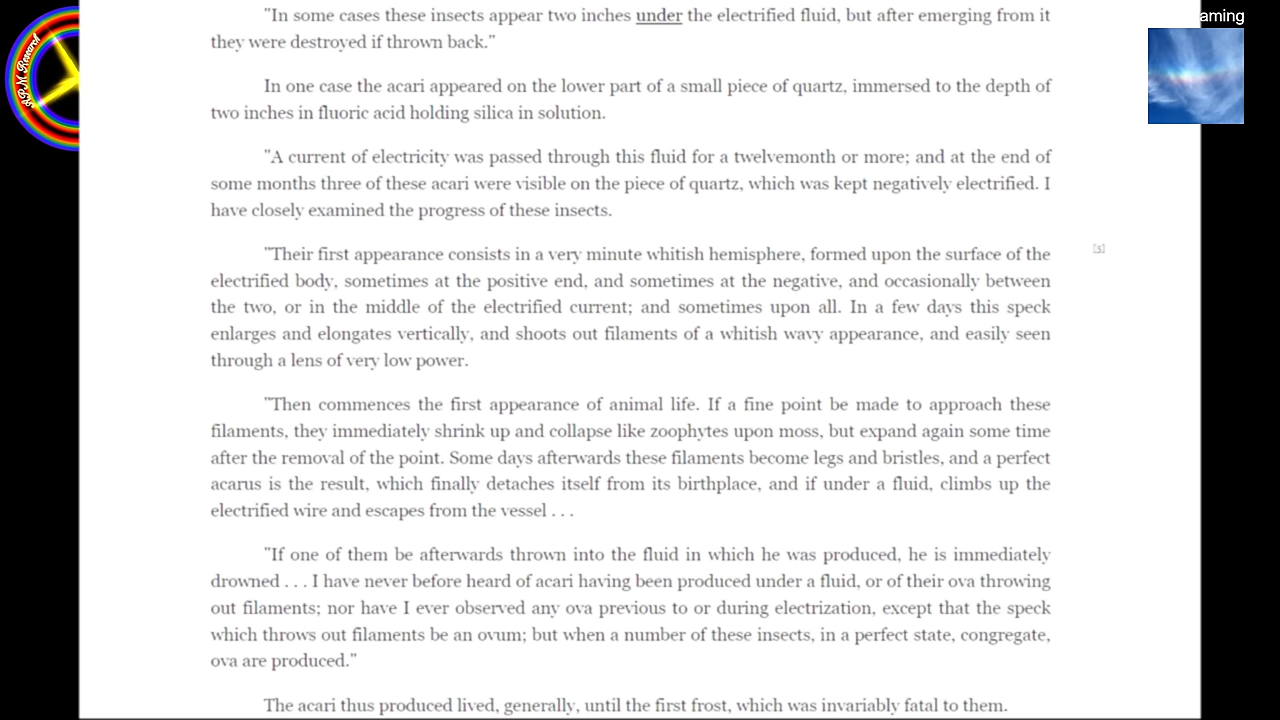 aming
R.P.M Research
"In some cases these insects appear two inches under the electrified fluid, but after emerging from it
they were destroyed if thrown back."
In one case the acari appeared on the lower part of a small piece of quartz, immersed to the depth of
two inches in fluoric acid holding silica in solution.
"A current of electricity was passed through this fluid for a twelvemonth or more; and at the end of
some months three of these acari were visible on the piece of quartz, which was kept negatively electrified. I
have closely examined the progress of these insects.
"Their first appearance consists in a very minute whitish hemisphere, formed upon the surface of the
electrified body, sometimes at the positive end, and sometimes at the negative, and occasionally between
the two, or in the middle of the electrified current; and sometimes upon all. In a few days this speck
enlarges and elongates vertically, and shoots out filaments of a whitish wavy appearance, and easily seen
through a lens of very low power.
"Then commences the first appearance of animal life. If a fine point be made to approach these
filaments, they immediately shrink up and collapse like zoophytes upon moss, but expand again some time
after the removal of the point. Some days afterwards these filaments become legs and bristles, and a perfect
acarus is the result, which finally detaches itself from its birthplace, and if under a fluid, climbs up the
electrified wire and escapes from the vessel . . .
"If one of them be afterwards thrown into the fluid in which he was produced, he is immediately
drowned . . . I have never before heard of acari having been produced under a fluid, or of their ova throwing
out filaments; nor have I ever observed any ova previous to or during electrization, except that the speck
which throws out filaments be an ovum; but when a number of these insects, in a perfect state, congregate,
ova are produced."
The acari thus produced lived, generally, until the first frost, which was invariably fatal to them.